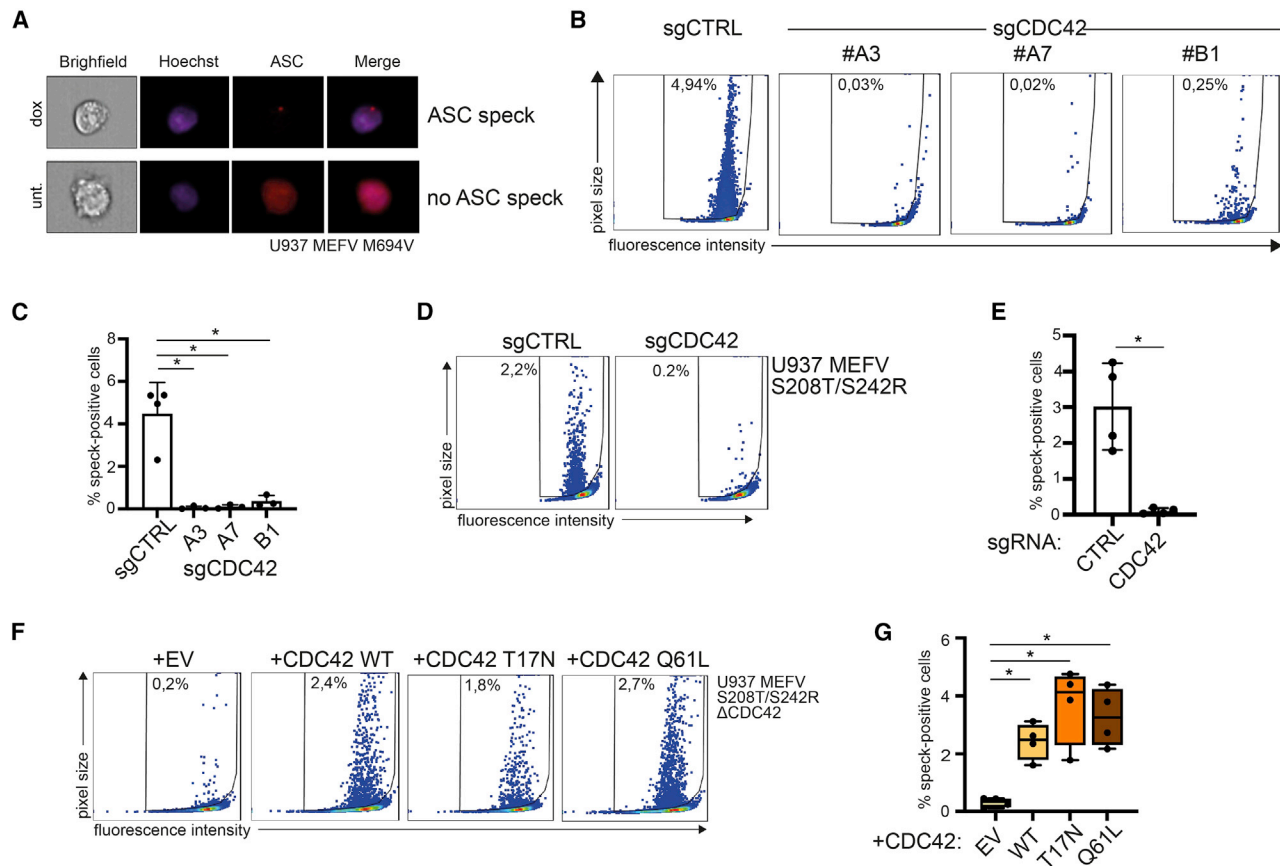 A
Brighfield Hoechst ASC Merge
dox
ASC speck
unt.
no ASC speck
U937 MEFV M694V
B
sgCTRL
sgCDC42
#A3
#A7
#B1
4,94%
0,03%
0,02%
0,25%
pixel size
fluorescence intensity
C
% speck-positive cells
8
6
4
2
0
*
*
*
sgCTRL
A3
A7
B1
sgCDC42
D
sgCTRL
sgCDC42
2,2%
0.2%
U937 MEFV
S208T/S242R
pixel size
fluorescence intensity
E
% speck-positive cells
5
4
3
2
1
0
*
sgRNA:
CTRL
CDC42
F
+EV
+CDC42 WT
+CDC42 T17N
+CDC42 Q61L
0,2%
2,4%
1,8%
2,7%
U937 MEFV
S208T/S242R
ΔCDC42
pixel size
fluorescence intensity
G
% speck-positive cells
6
4
2
0
*
*
*
+CDC42:
EV
WT
T17N
Q61L